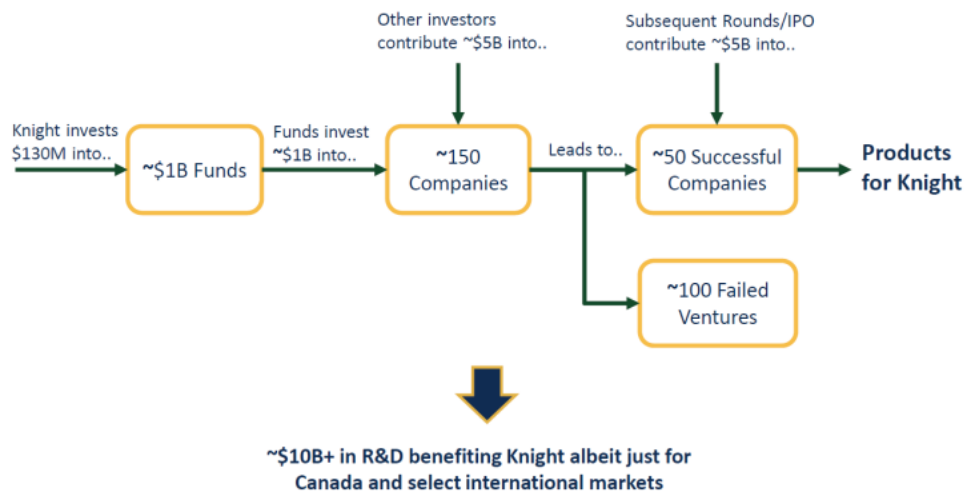 Other investors
contribute ~$5B into..
Subsequent Rounds/IPO
contribute ~$5B into..
Knight invests
$130M into..
~$1B Funds
Funds invest
~$1B into..
~150
Companies
Leads to..
~50 Successful
Companies
Products
for Knight
~100 Failed
Ventures
~$10B+ in R&D benefiting Knight albeit just for
Canada and select international markets